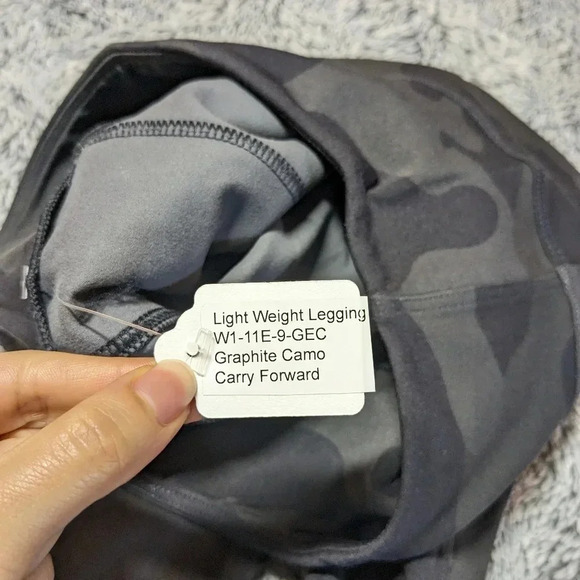 Light Weight Legging
W1-11E-9-GEC
Graphite Camo
Carry Forward